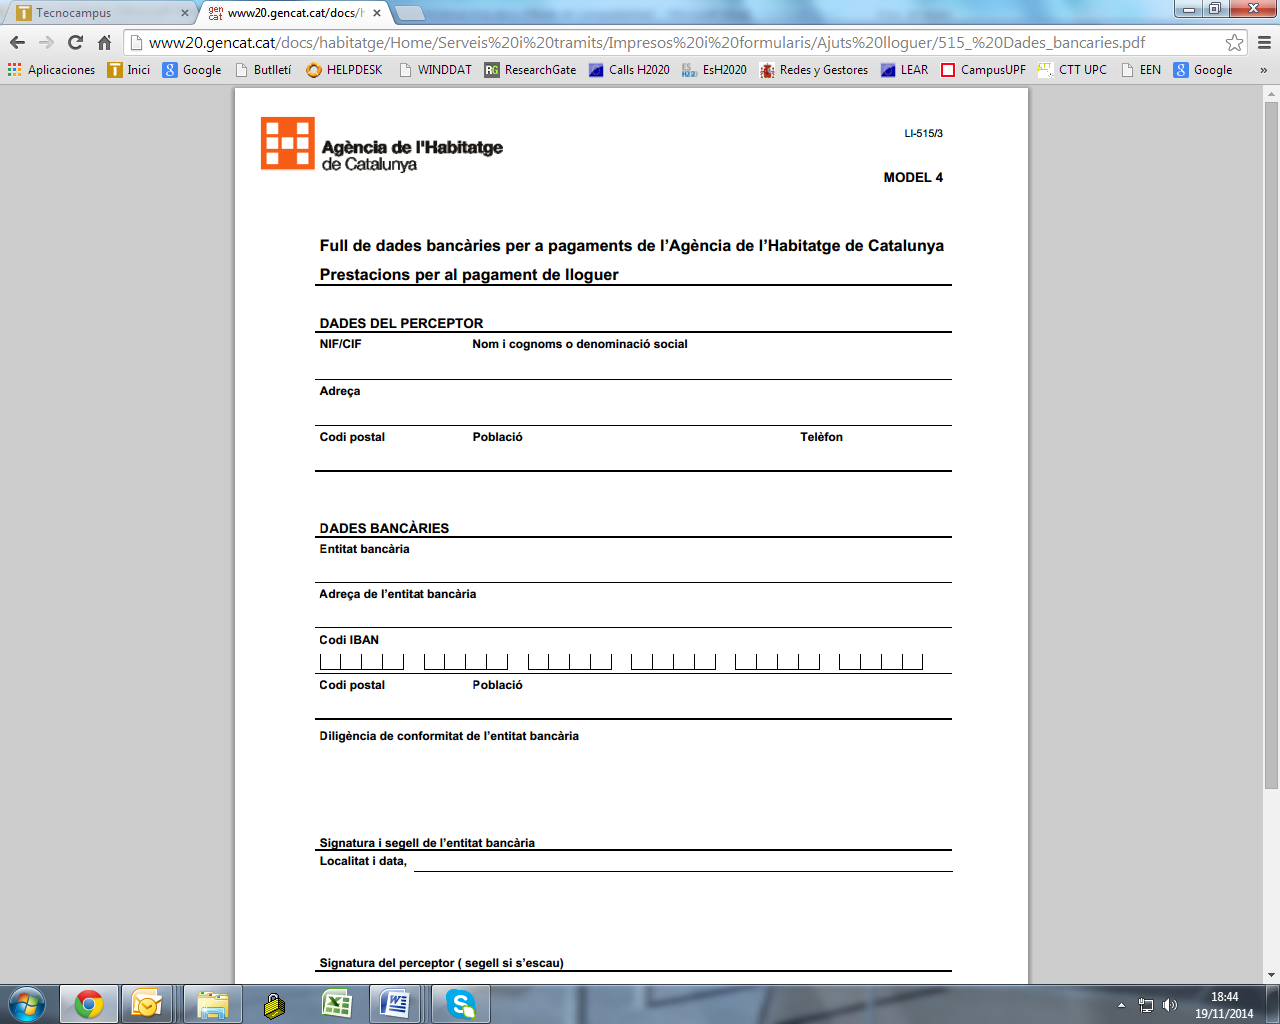 Tecnocampus
www20.gencat.cat/docs/h
www20.gencat.cat/docs/habitatge/Home/Serveis%20i%20tramits/Impresos%20i%20formularis/Ajuts%20lloguer/515_%20Dades_bancaries.pdf
Aplicaciones Inici Google Butlletí HELPDESK WINDDAT ResearchGate Calls H2020 EsH2020 Redes y Gestores LEAR CampusUPF CTT UPC EEN Google »
Agència de l'Habitatge
de Catalunya
LI-515/3
MODEL 4
Full de dades bancàries per a pagaments de l’Agència de l’Habitatge de Catalunya
Prestacions per al pagament de lloguer
DADES DEL PERCEPTOR
NIF/CIF Nom i cognoms o denominació social
Adreça
Codi postal Població Telèfon
DADES BANCÀRIES
Entitat bancària
Adreça de l’entitat bancària
Codi IBAN
Codi postal Població
Diligència de conformitat de l’entitat bancària
Signatura i segell de l’entitat bancària
Localitat i data,
Signatura del perceptor ( segell si s’escau)
18:44
19/11/2014